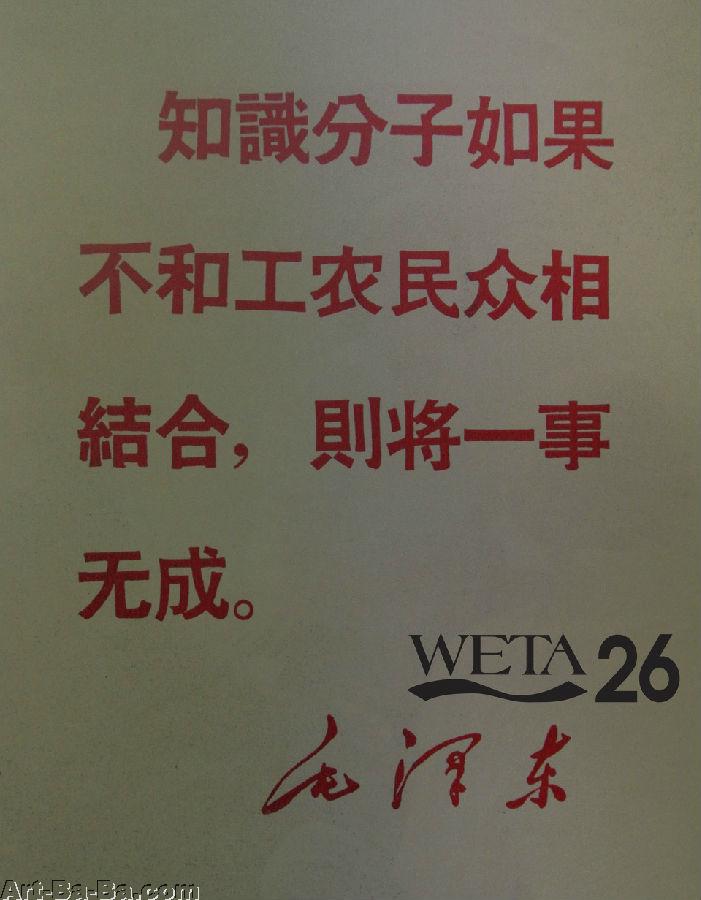 知識分子如果
不和工农民众相
結合，則将一事
无成。
WETA 26
毛泽东
Art-Ba-Ba.com